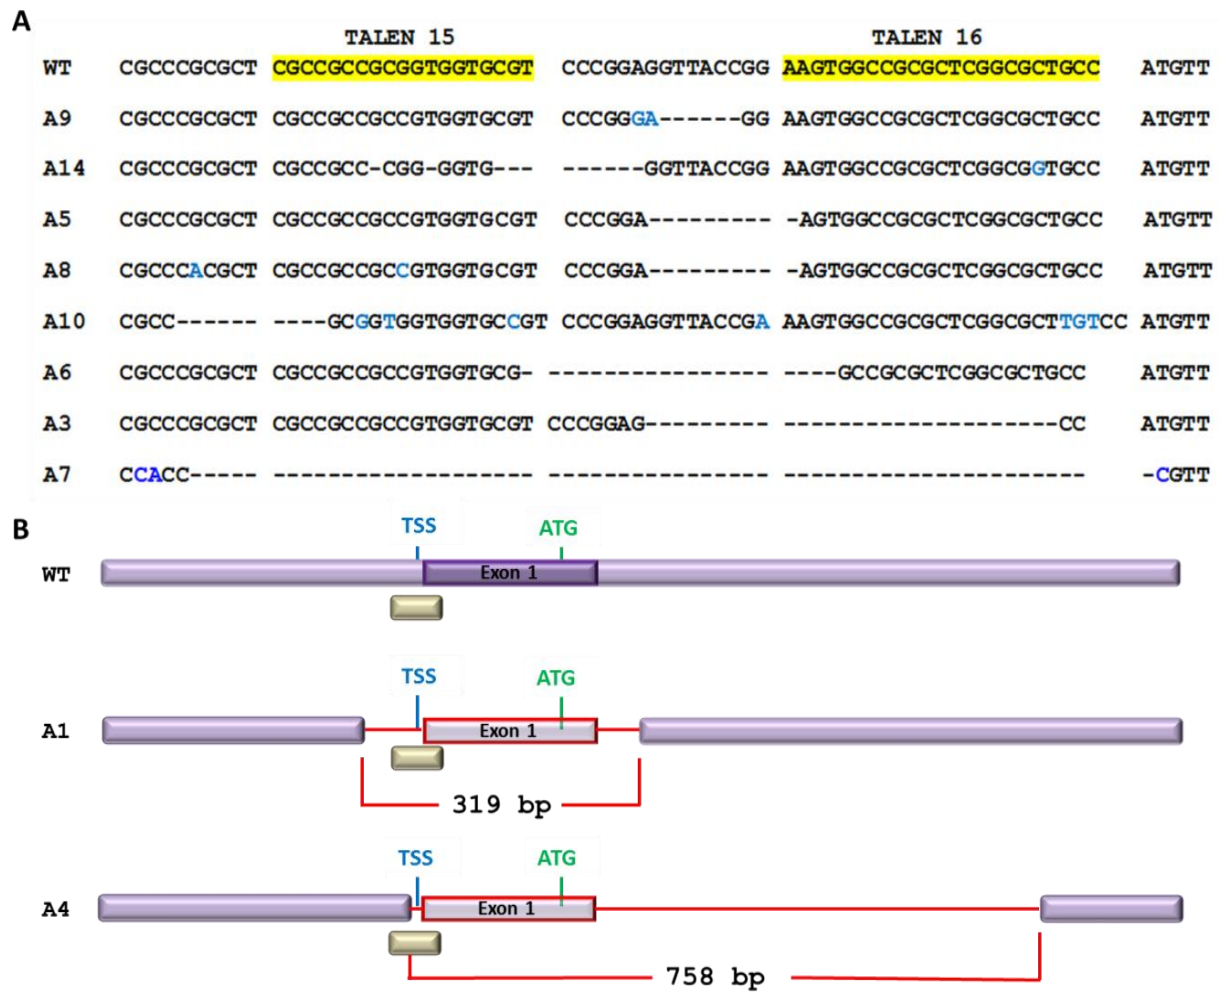 A
TALEN 15 TALEN 16
WT CGCCCGCGCT CGCCGCCGCGGTGGTGCGT CCCGGAGGTTACCGG AAGTGGCCGCGCTCGGCGCTGCC ATGTT
A9 CGCCCGCGCT CGCCGCCGCCGTGGTGCGT CCCGGGA------GG AAGTGGCCGCGCTCGGCGCTGCC ATGTT
A14 CGCCCGCGCT CGCCGCC-CGG-GGTG--- ------GGTTACCGG AAGTGGCCGCGCTCGGCGGTGCC ATGTT
A5 CGCCCGCGCT CGCCGCCGCCGTGGTGCGT CCCGGA--------- -AGTGGCCGCGCTCGGCGCTGCC ATGTT
A8 CGCCCACGCT CGCCGCCGCCGTGGTGCGT CCCGGA--------- -AGTGGCCGCGCTCGGCGCTGCC ATGTT
A10 CGCC------ ----GCGGTGGTGGTGCCGT CCCGGAGGTTACCGA AAGTGGCCGCGCTCGGCGCTTGTCC ATGTT
A6 CGCCCGCGCT CGCCGCCGCCGTGGTGCG- ---------------- ----GCCGCGCTCGGCGCTGCC ATGTT
A3 CGCCCGCGCT CGCCGCCGCCGTGGTGCGT CCCGGAG--------- --------------------CC ATGTT
A7 CCACC----- -------------------- ---------------- ---------------------- -CGTT
B
TSS ATG
WT Exon 1
TSS ATG
A1 Exon 1
319 bp
TSS ATG
A4 Exon 1
758 bp